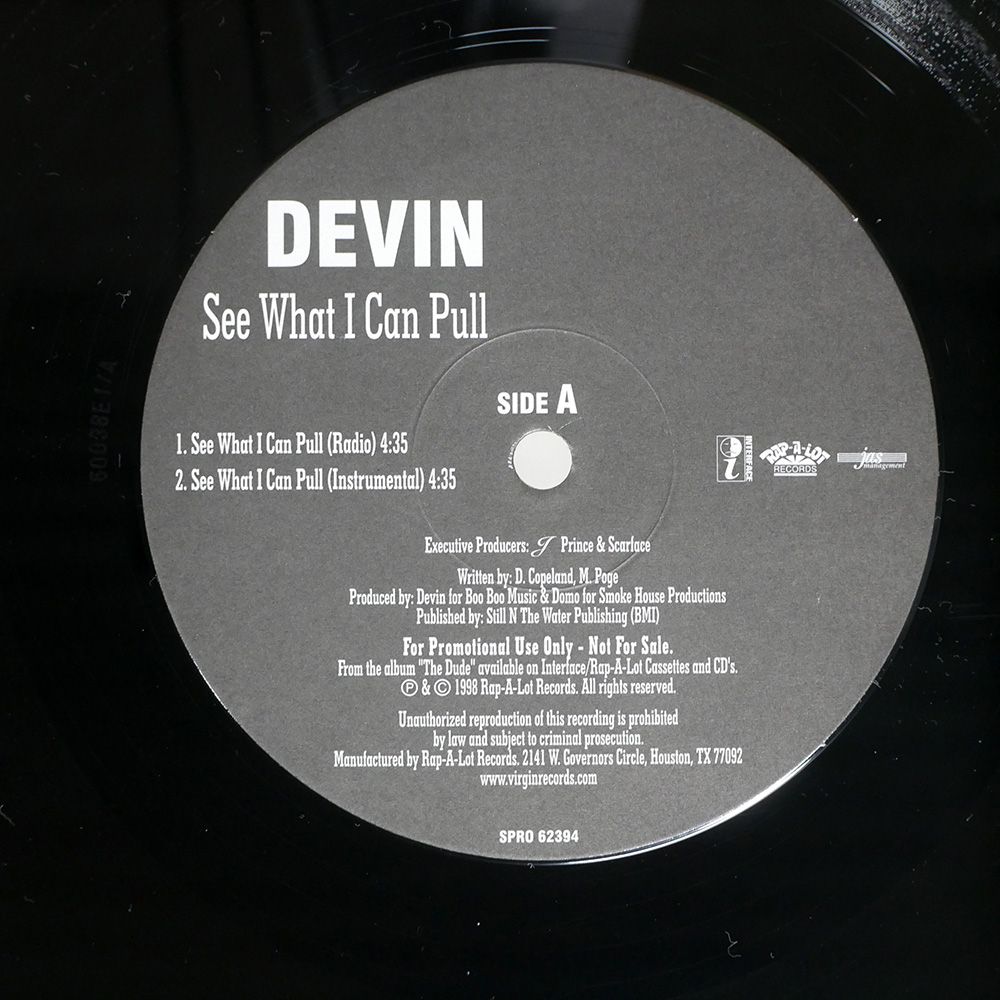 DEVIN
See What I Can Pull
SIDE A
1. See What I Can Pull (Radio) 4:35
2. See What I Can Pull (Instrumental) 4:35
i INTERFACE
RAP-A-LOT
RECORDS
jas
management
Executive Producers: J Prince & Scarface
Written by: D. Copeland, M. Poge
Produced by: Devin for Boo Boo Music & Domo for Smoke House Productions
Published by: Still N The Water Publishing (BMI)
For Promotional Use Only - Not For Sale.
From the album "The Dude" available on Interface/Rap-A-Lot Cassettes and CD's.
Ⓟ & © 1998 Rap-A-Lot Records. All rights reserved.
Unauthorized reproduction of this recording is prohibited
by law and subject to criminal prosecution.
Manufactured by Rap-A-Lot Records. 2141 W. Governors Circle, Houston, TX 77092
www.virginrecords.com
SPRO 62394